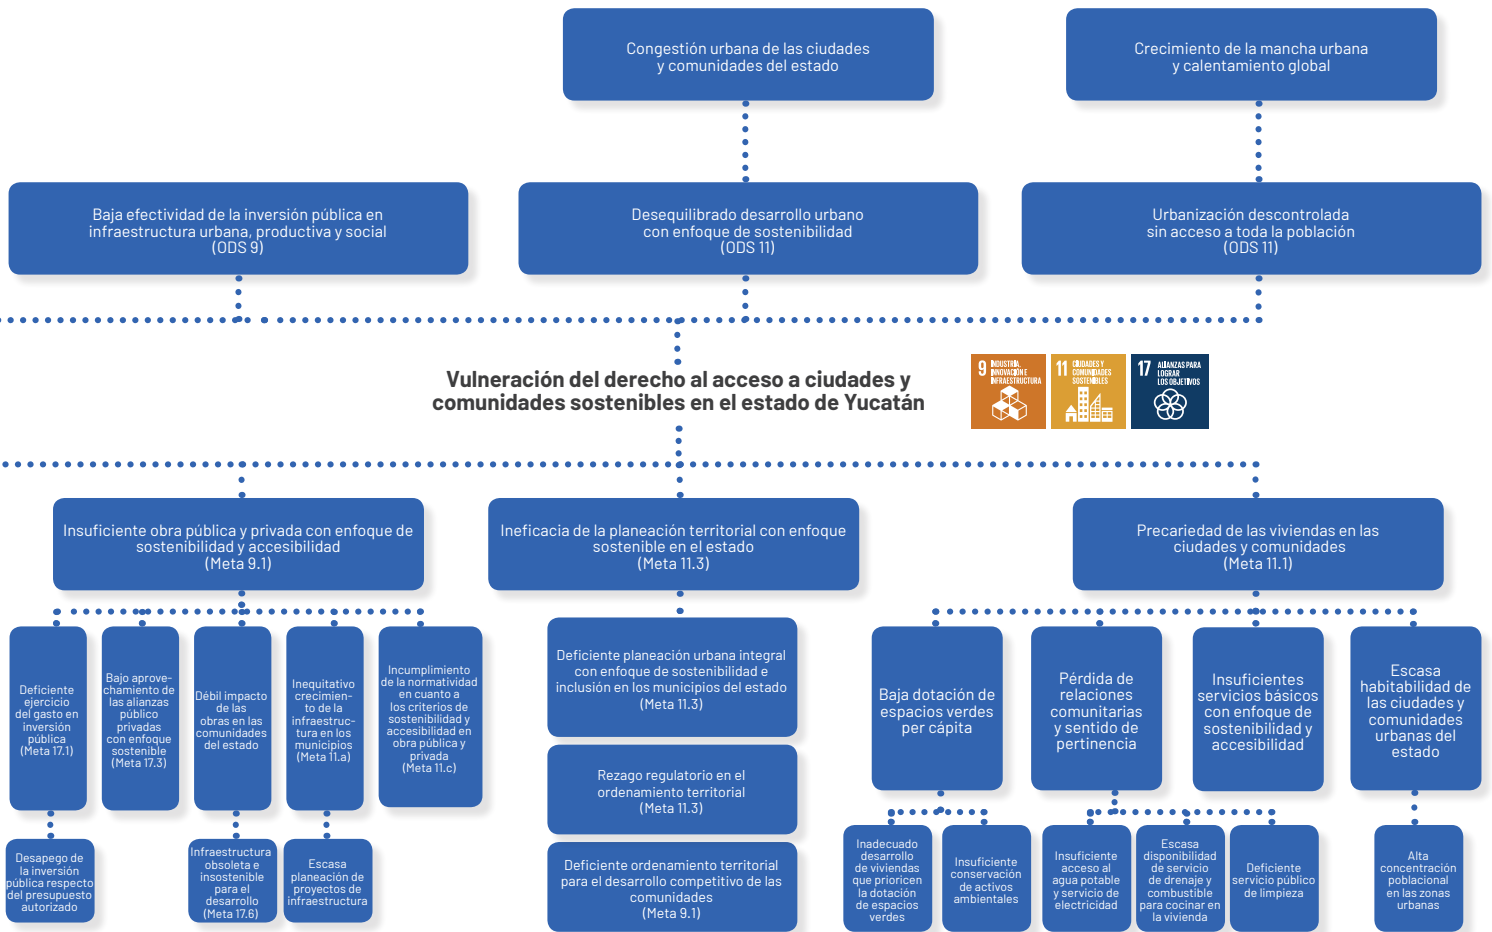 Congestión urbana de las ciudades
y comunidades del estado
Crecimiento de la mancha urbana
y calentamiento global
Baja efectividad de la inversión pública en
infraestructura urbana, productiva y social
(ODS 9)
Desequilibrado desarrollo urbano
con enfoque de sostenibilidad
(ODS 11)
Urbanización descontrolada
sin acceso a toda la población
(ODS 11)
Vulneración del derecho al acceso a ciudades y
comunidades sostenibles en el estado de Yucatán
9 INDUSTRIA,
INNOVACIÓN E
INFRAESTRUCTURA
11 CIUDADES Y
COMUNIDADES
SOSTENIBLES
17 ALIANZAS PARA
LOGRAR
LOS OBJETIVOS
Insuficiente obra pública y privada con enfoque de
sostenibilidad y accesibilidad
(Meta 9.1)
Ineficacia de la planeación territorial con enfoque
sostenible en el estado
(Meta 11.3)
Precariedad de las viviendas en las
ciudades y comunidades
(Meta 11.1)
Deficiente
ejercicio
del gasto en
inversión
pública
(Meta 17.1)
Bajo aprove-
chamiento de
las alianzas
público
privadas
con enfoque
sostenible
(Meta 17.3)
Débil impacto
de las
obras en las
comunidades
del estado
Inequitativo
crecimien-
to de la
infraestruc-
tura en los
municipios
(Meta 11.a)
Incumplimiento
de la normatividad
en cuanto a
los criterios de
sostenibilidad y
accesibilidad en
obra pública y
privada
(Meta 11.c)
Deficiente planeación urbana integral
con enfoque de sostenibilidad e
inclusión en los municipios del estado
(Meta 11.3)
Rezago regulatorio en el
ordenamiento territorial
(Meta 11.3)
Deficiente ordenamiento territorial
para el desarrollo competitivo de las
comunidades
(Meta 9.1)
Baja dotación de
espacios verdes
per cápita
Pérdida de
relaciones
comunitarias
y sentido de
pertinencia
Insuficientes
servicios básicos
con enfoque de
sostenibilidad y
accesibilidad
Escasa
habitabilidad de
las ciudades y
comunidades
urbanas del
estado
Desapego de
la inversión
pública respecto
del presupuesto
autorizado
Infraestructura
obsoleta e
insostenible
para el
desarrollo
(Meta 17.6)
Escasa
planeación de
proyectos de
infraestructura
Inadecuado
desarrollo
de viviendas
que prioricen
la dotación
de espacios
verdes
Insuficiente
conservación
de activos
ambientales
Insuficiente
acceso al
agua potable
y servicio de
electricidad
Escasa
disponibilidad
de servicio
de drenaje y
combustible
para cocinar en
la vivienda
Deficiente
servicio público
de limpieza
Alta
concentración
poblacional
en las zonas
urbanas